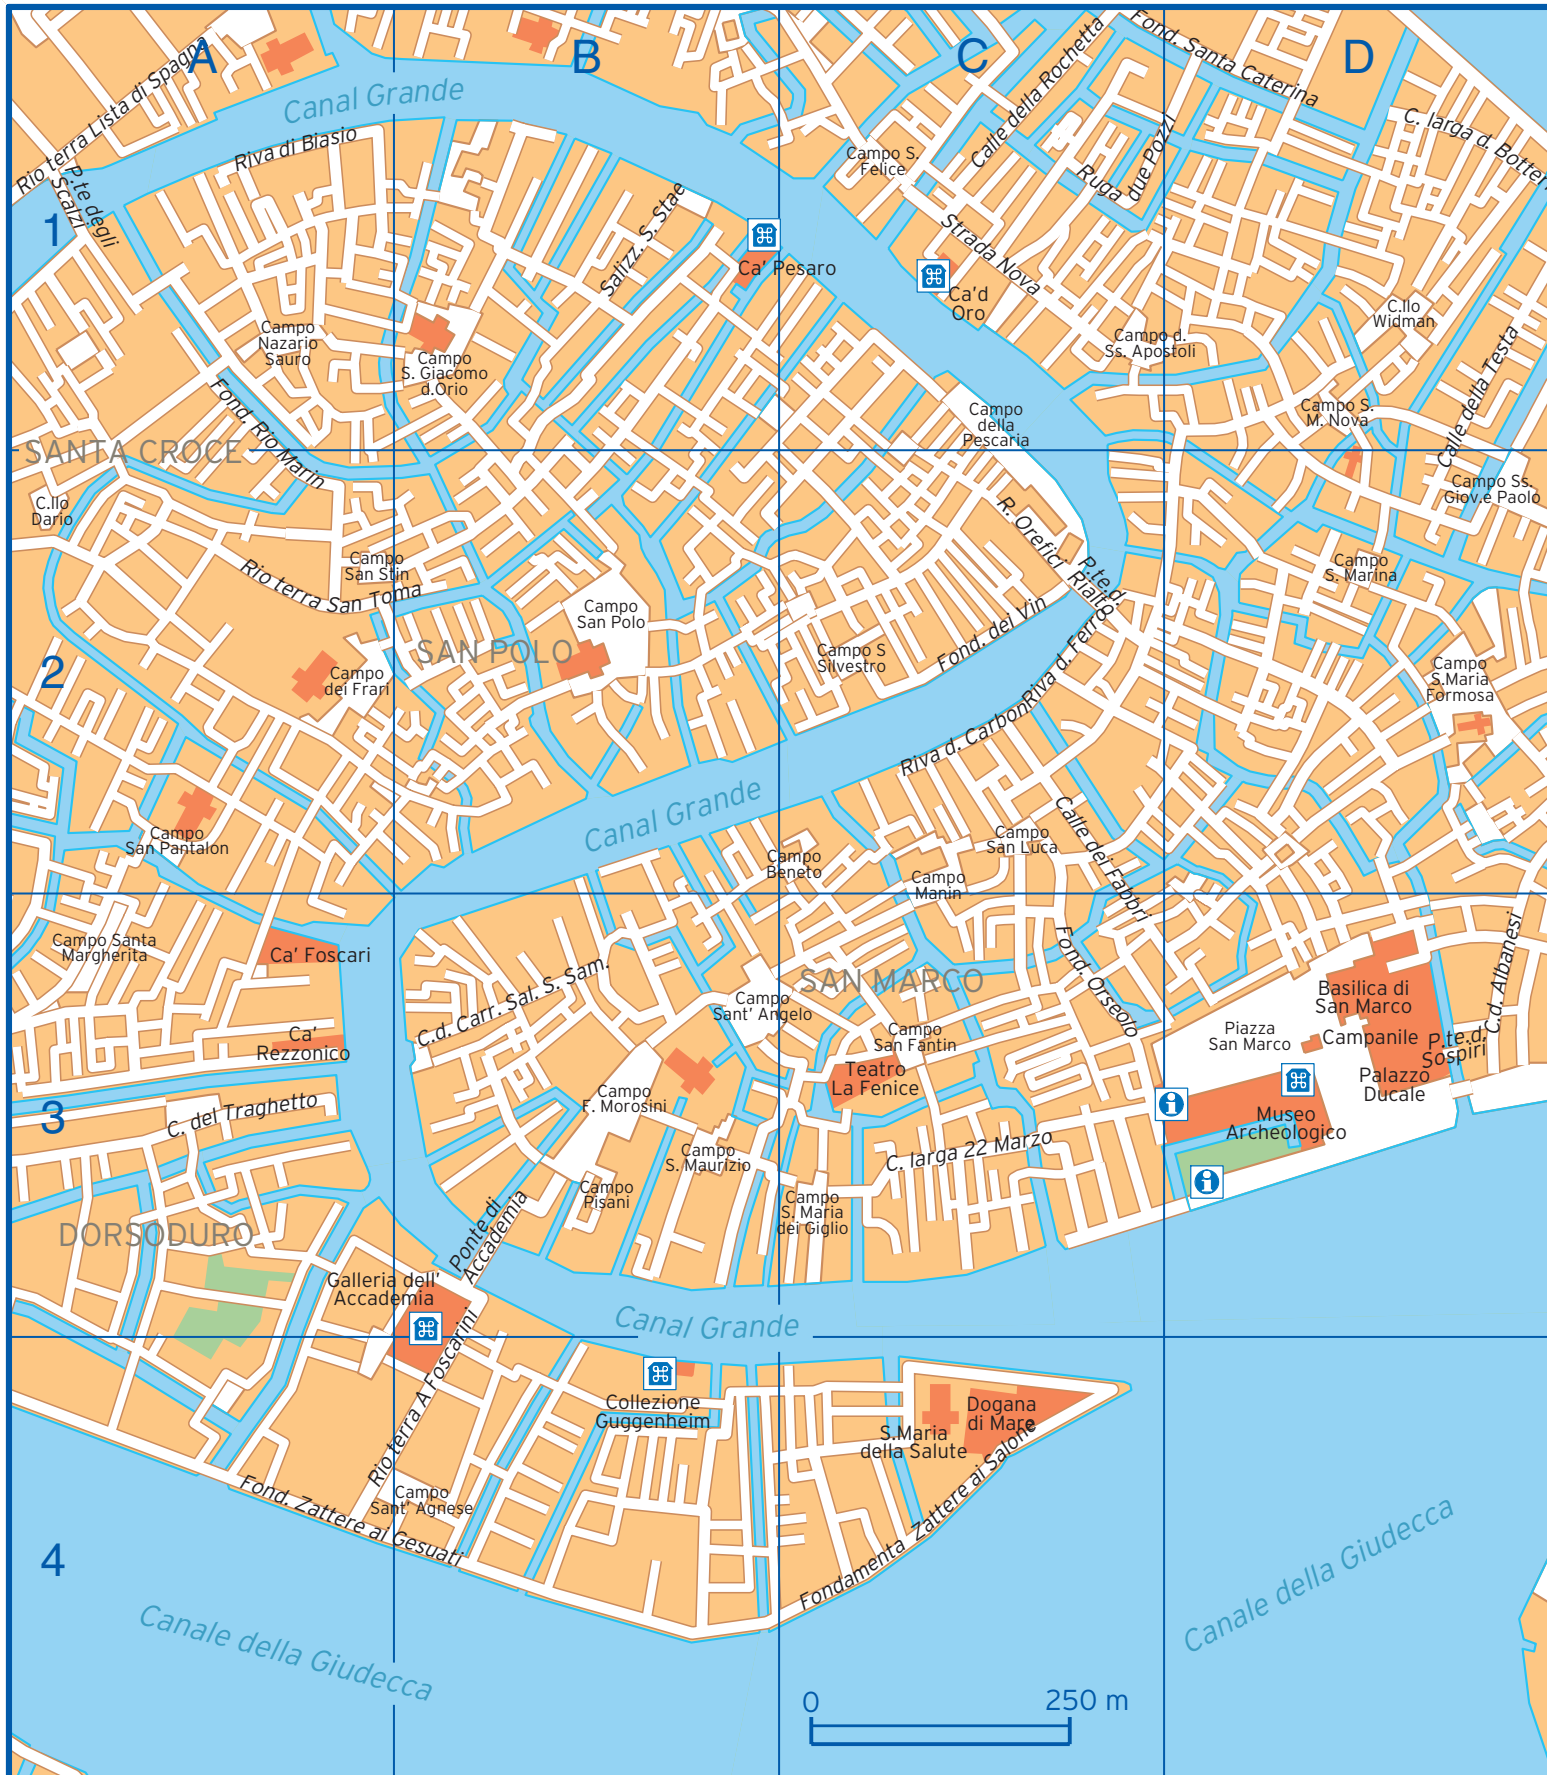 A
B
C
D
Rio terra Lista di Spagna
Canal Grande
Riva di Biasio
P.te degli
Scalzi
1
Salizz. S. Stae
Ca' Pesaro
Campo S.
Felice
Calle della Rochetta
Fond. Santa Caterina
C. larga d. Botteri
Ruga
due Pozzi
Strada Nova
Ca'd
Oro
C.llo
Widman
Campo d.
Ss. Apostoli
Calle della Testa
Campo
Nazario
Sauro
Campo
S. Giacomo
d.Orio
Fond. Rio Marin
Campo
della
Pescaria
Campo S.
M. Nova
SANTA CROCE
C.llo
Dario
Campo Ss.
Giov.e Paolo
R. Orefici
P.te.d.
Rialto
Campo
San Stin
Rio terra San Toma
Campo
S. Marina
Campo
San Polo
SAN POLO
2
Campo
dei Frari
Campo S
Silvestro
Fond. del Vin
Riva d. Ferro
Riva d. Carbon
Campo
S.Maria
Formosa
Canal Grande
Campo
San Pantalon
Campo
Beneto
Campo
San Luca
Calle dei Fabbri
Campo
Manin
Campo Santa
Margherita
Ca' Foscari
C.d. Carr. Sal. S. Sam.
SAN MARCO
Fond. Orseolo
C.d. Albanesi
Campo
Sant' Angelo
Basilica di
San Marco
Ca'
Rezzonico
Campo
San Fantin
Piazza
San Marco
Campanile
P.te.d.
Sospiri
Teatro
La Fenice
Palazzo
Ducale
3
C. del Traghetto
Campo
F. Morosini
Museo
Archeologico
Campo
S. Maurizio
C. larga 22 Marzo
Campo
Pisani
Campo
S. Maria
dei Giglio
DORSODURO
Ponte di
Accademia
Galleria dell'
Accademia
Canal Grande
Rio terra A Foscarini
Collezione
Guggenheim
Dogana
di Mare
S.Maria
della Salute
Campo
Sant' Agnese
Fond. Zattere ai Gesuati
Fondamenta Zattere ai Salone
4
Canale della Giudecca
Canale della Giudecca
0
250 m